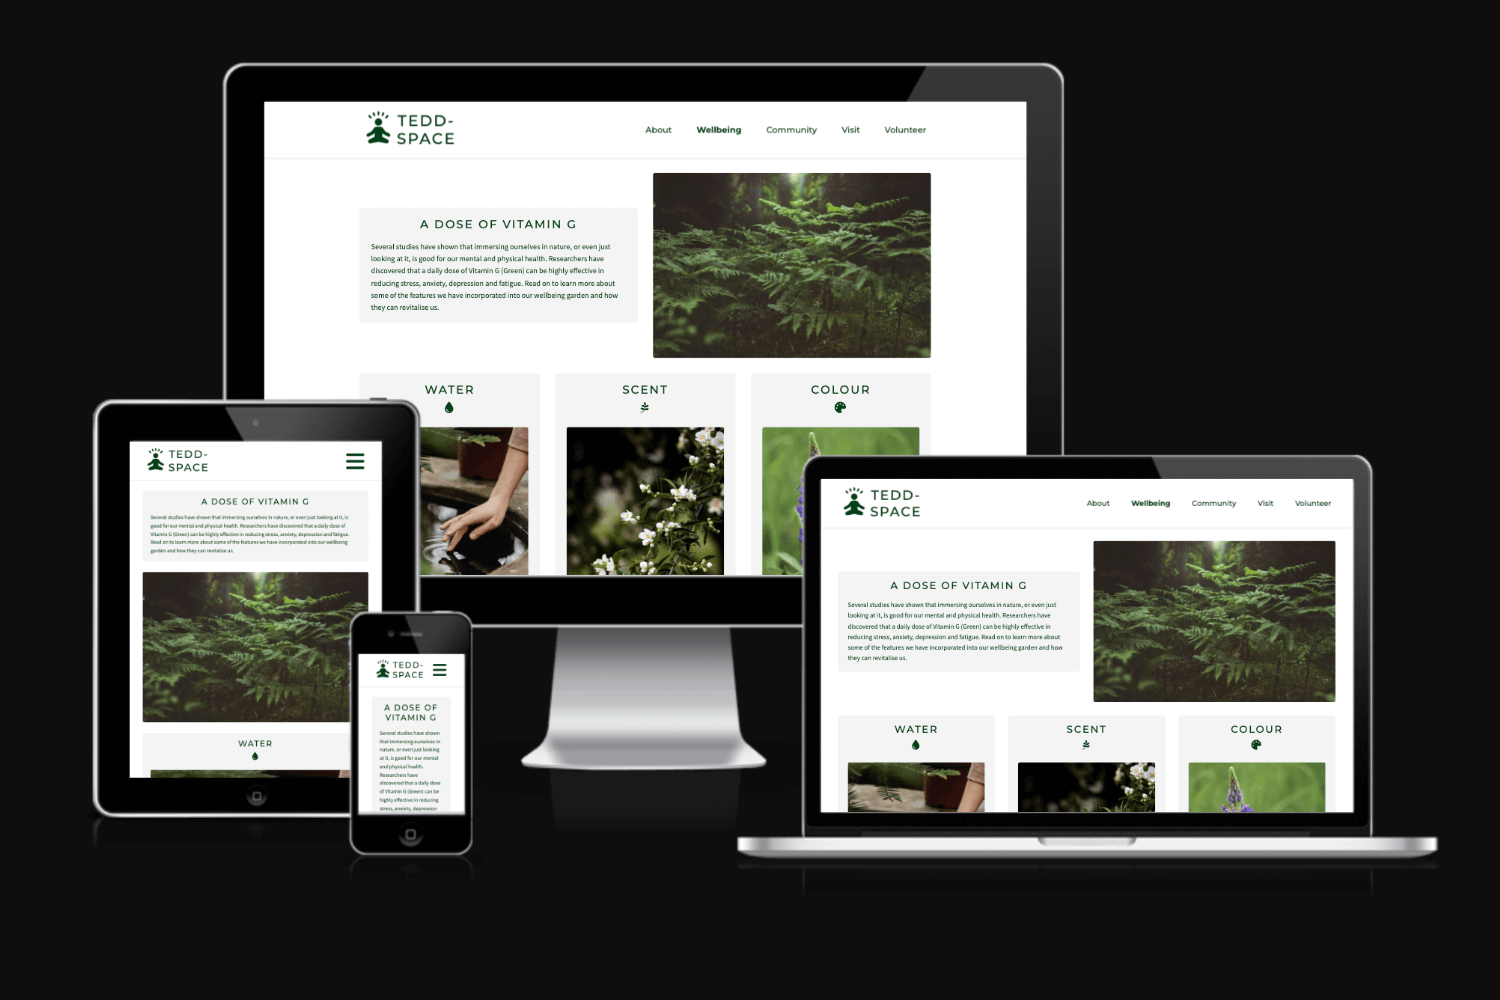 TEDD-
SPACE
About Wellbeing Community Visit Volunteer
A DOSE OF VITAMIN G
Several studies have shown that immersing ourselves in nature, or even just
looking at it, is good for our mental and physical health. Researchers have
discovered that a daily dose of Vitamin G (Green) can be highly effective in
reducing stress, anxiety, depression and fatigue. Read on to learn more about
some of the features we have incorporated into our wellbeing garden and how
they can revitalise us.
WATER
SCENT
COLOUR
TEDD-
SPACE
A DOSE OF VITAMIN G
Several studies have shown that immersing ourselves in nature, or even just looking at it, is
good for our mental and physical health. Researchers have discovered that a daily dose of
Vitamin G (Green) can be highly effective in reducing stress, anxiety, depression and fatigue.
Read on to learn more about some of the features we have incorporated into our wellbeing
garden and how they can revitalise us.
WATER
TEDD-
SPACE
A DOSE OF
VITAMIN G
Several studies have shown
that immersing ourselves in
nature, or even just looking
at it, is good for our mental
and physical health.
Researchers have
discovered that a daily dose
of Vitamin G (Green) can be
highly effective in reducing
stress, anxiety, depression
TEDD-
SPACE
About Wellbeing Community Visit Volunteer
A DOSE OF VITAMIN G
Several studies have shown that immersing ourselves in nature, or even just
looking at it, is good for our mental and physical health. Researchers have
discovered that a daily dose of Vitamin G (Green) can be highly effective in
reducing stress, anxiety, depression and fatigue. Read on to learn more about
some of the features we have incorporated into our wellbeing garden and how
they can revitalise us.
WATER
SCENT
COLOUR